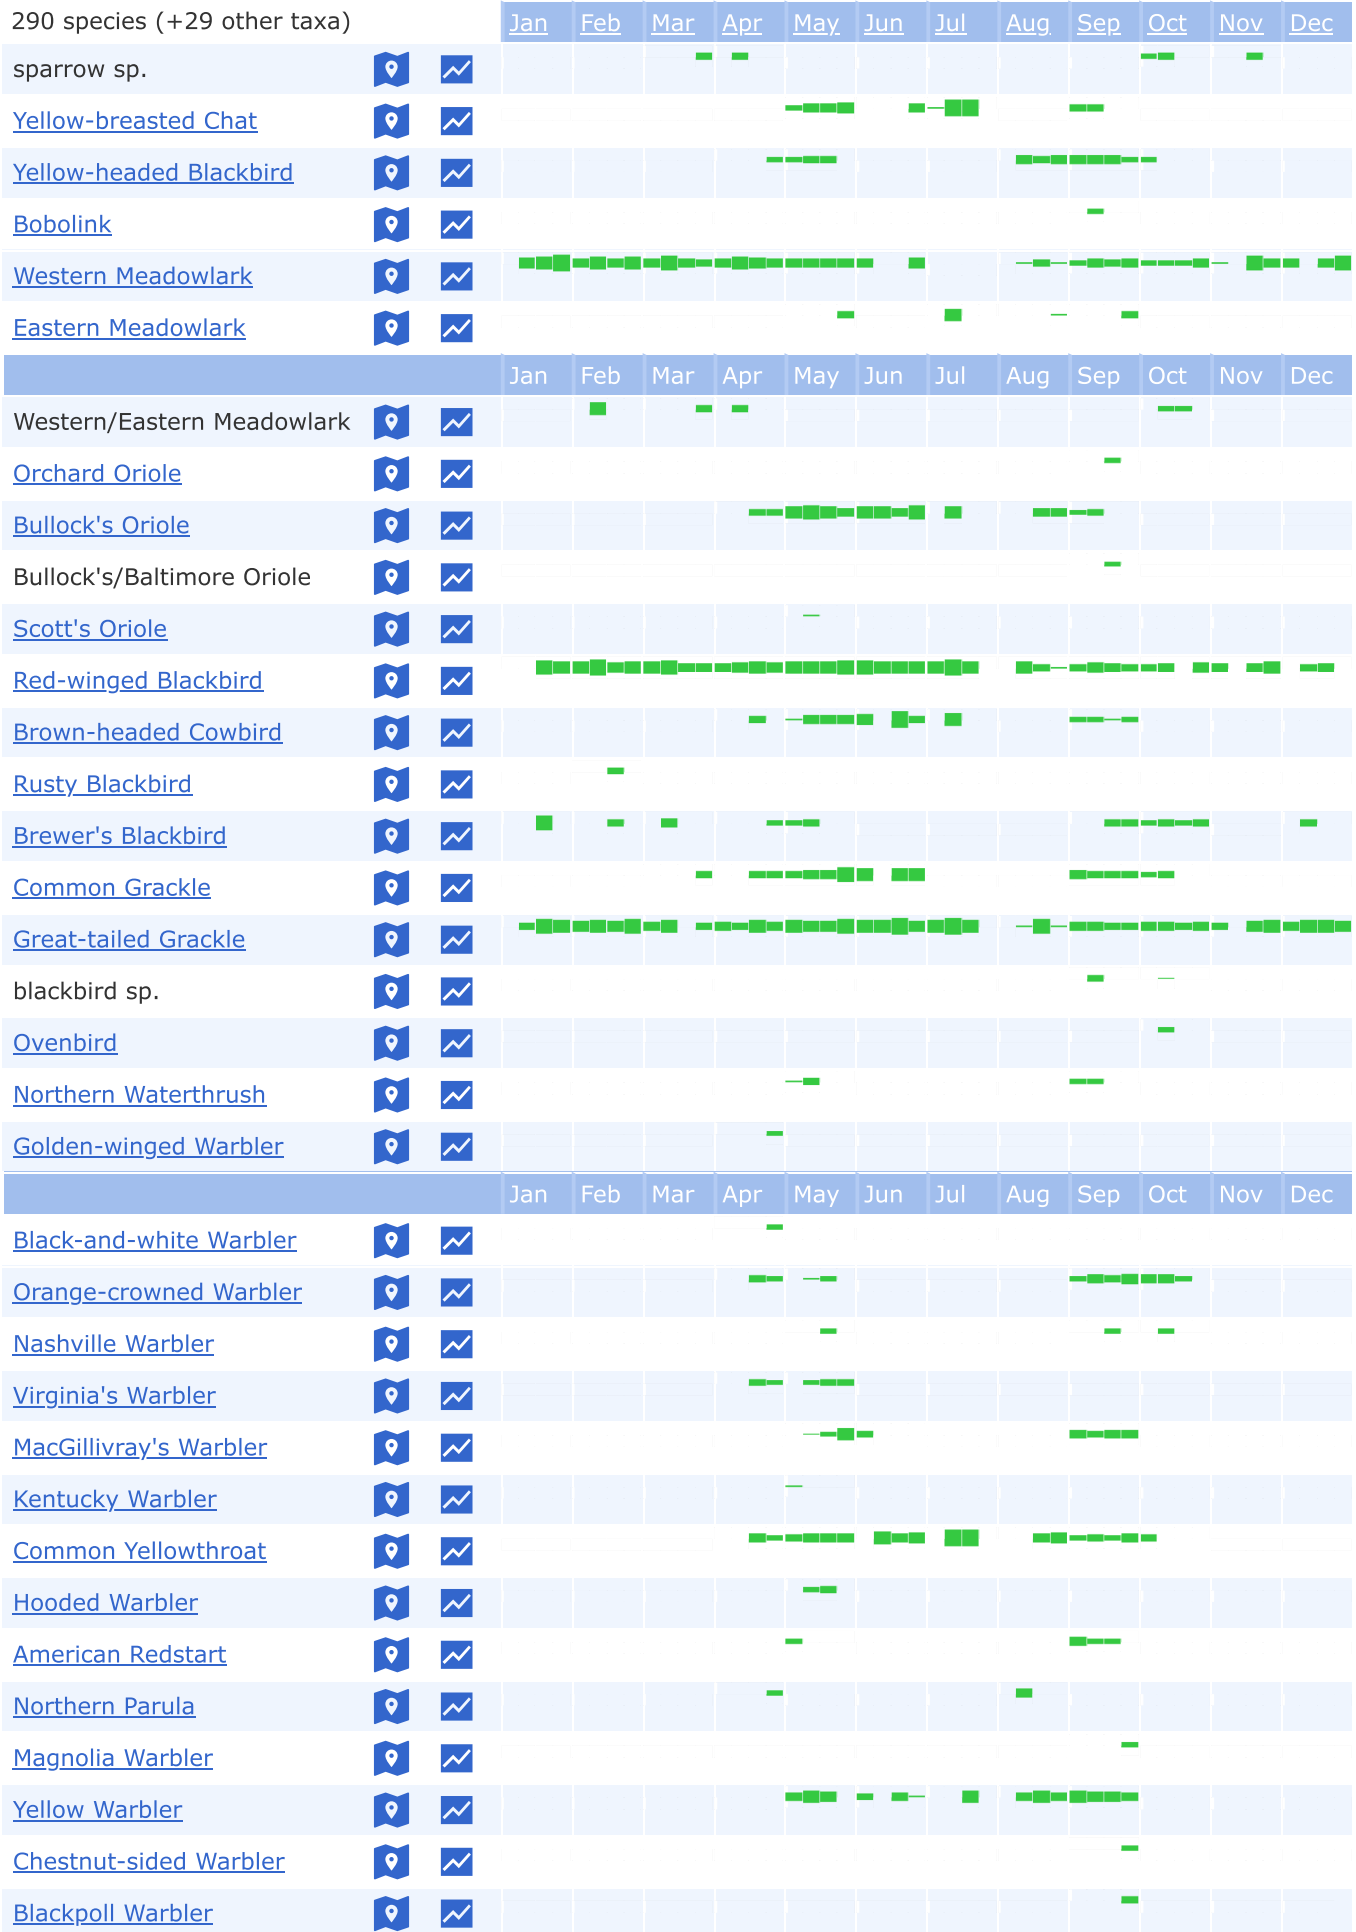 290 species (+29 other taxa) Jan Feb Mar Apr May Jun Jul Aug Sep Oct Nov Dec
sparrow sp.
Yellow-breasted Chat
Yellow-headed Blackbird
Bobolink
Western Meadowlark
Eastern Meadowlark
Jan Feb Mar Apr May Jun Jul Aug Sep Oct Nov Dec
Western/Eastern Meadowlark
Orchard Oriole
Bullock's Oriole
Bullock's/Baltimore Oriole
Scott's Oriole
Red-winged Blackbird
Brown-headed Cowbird
Rusty Blackbird
Brewer's Blackbird
Common Grackle
Great-tailed Grackle
blackbird sp.
Ovenbird
Northern Waterthrush
Golden-winged Warbler
Jan Feb Mar Apr May Jun Jul Aug Sep Oct Nov Dec
Black-and-white Warbler
Orange-crowned Warbler
Nashville Warbler
Virginia's Warbler
MacGillivray's Warbler
Kentucky Warbler
Common Yellowthroat
Hooded Warbler
American Redstart
Northern Parula
Magnolia Warbler
Yellow Warbler
Chestnut-sided Warbler
Blackpoll Warbler